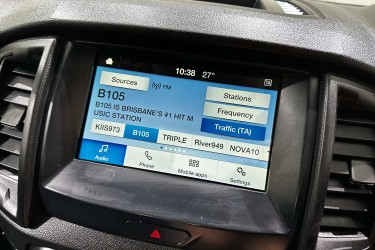 10:38 27°
Sources FM
Stations
B105
Frequency
B105 IS BRISBANE'S #1 HIT M
USIC STATION
Traffic (TA)
KIIS973 B105 TRIPLE River949 NOVA10
Audio Phone Mobile apps Settings